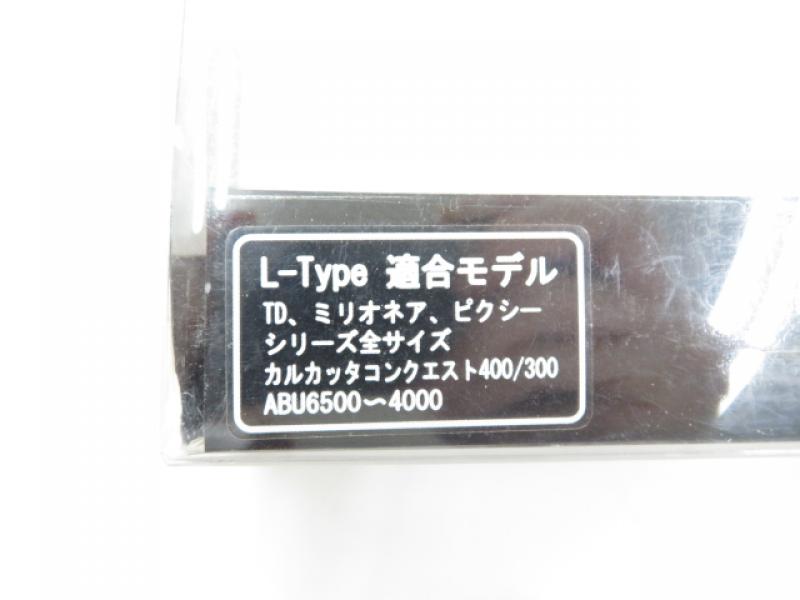 L-Type 適合モデル
TD、ミリオネア、ピクシー
シリーズ全サイズ
カルカッタコンクエスト400/300
ABU6500〜4000